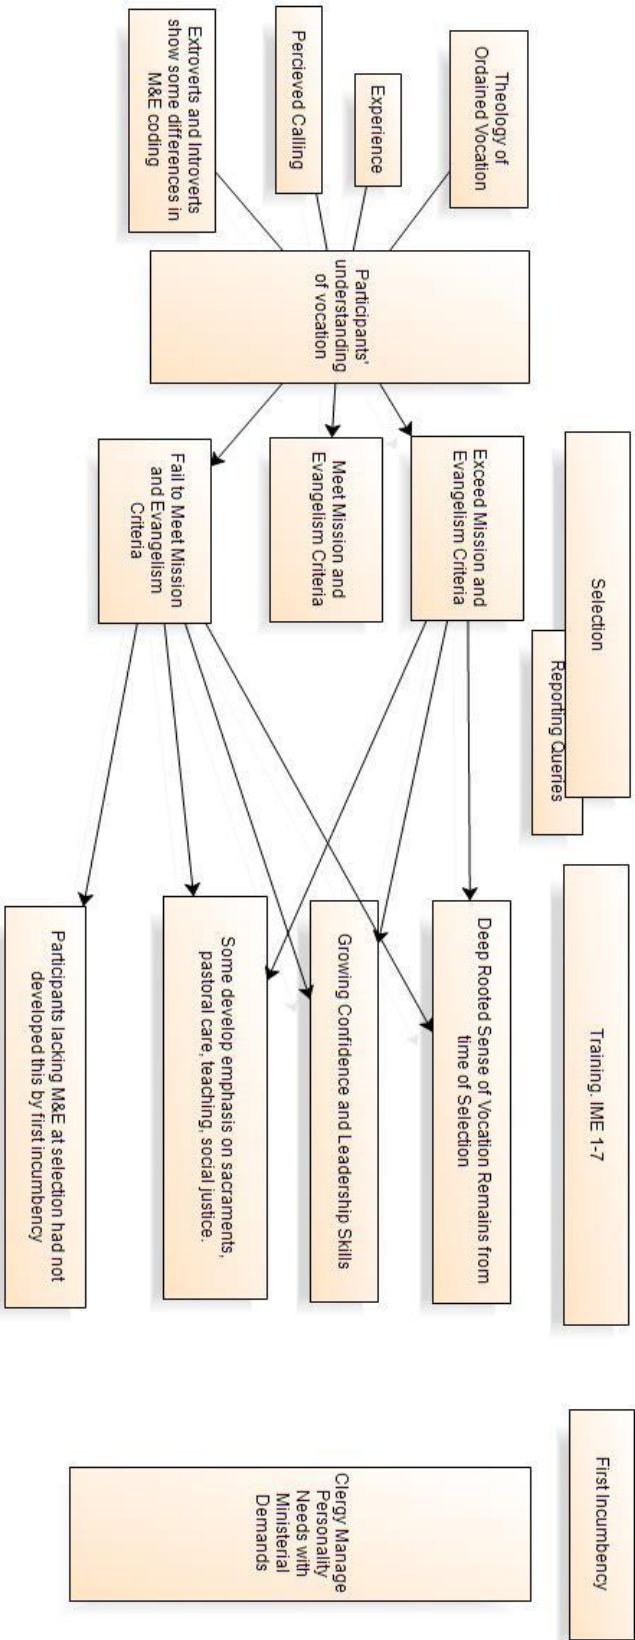 Selection
Reporting Queries
Training. IME 1-7
First Incumbency
Theology of
Ordained Vocation
Experience
Percieved Calling
Extroverts and Introverts
show some differences in
M&E coding
Participants'
understanding
of vocation
Exceed Mission and
Evangelism Criteria
Meet Mission and
Evangelism Criteria
Fail to Meet Mission
and Evangelism
Criteria
Deep Rooted Sense of Vocation Remains from
time of Selection
Growing Confidence and Leadership Skills
Some develop emphasis on sacraments,
pastoral care, teaching, social justice.
Participants lacking M&E at selection had not
developed this by first incumbency
Clergy Manage
Personality
Needs with
Ministerial
Demands